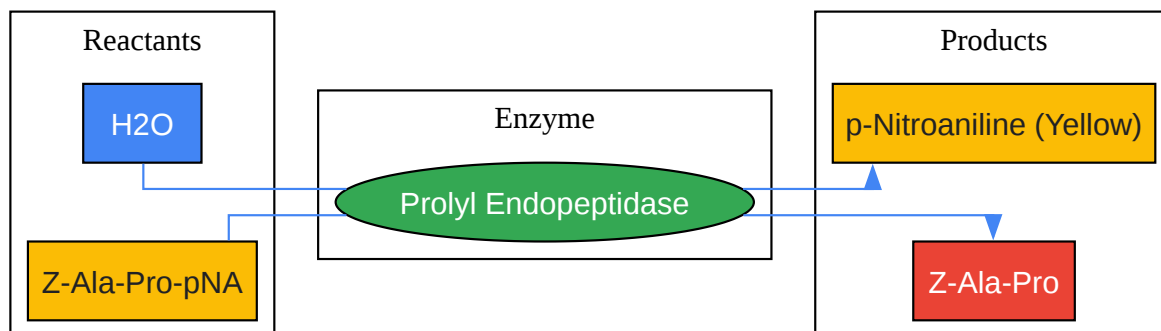 Reactants
H2O
Z-Ala-Pro-pNA
Enzyme
Prolyl Endopeptidase
Products
p-Nitroaniline (Yellow)
Z-Ala-Pro